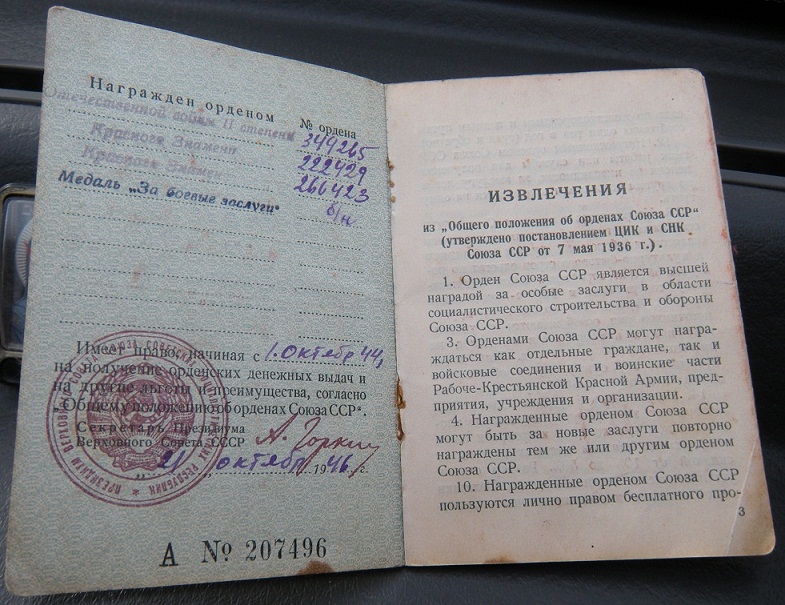 Награжден орденом
№ ордена
Отечественной войны II степени 349265
Красного Знамени 222429
Красного Знамен 266423
Медаль „За боевые заслуги" б/н
Имеет право, начиная с 1. октябр 44,
на получение орденских денежных выдач и
на другие льготы и преимущества, согласно
„Общему положению об орденах Союза ССР“.
Секретарь Президиума
Верховного Совета СССР А. Горкин
„21„ октябр 1946 г.
А № 207496
ИЗВЛЕЧЕНИЯ
из „Общего положения об орденах Союза ССР“
(утверждено постановлением ЦИК и СНК
Союза ССР от 7 мая 1936 г.).
1. Орден Союза ССР является высшей
наградой за особые заслуги в области
социалистического строительства и обороны
Союза ССР.
3. Орденами Союза ССР могут награ-
ждаться как отдельные граждане, так и
войсковые соединения и воинские части
Рабоче-Крестьянской Красной Армии, пред-
приятия, учреждения и организации.
4. Награжденные орденом Союза ССР
могут быть за новые заслуги повторно
награждены тем же или другим орденом
Союза ССР.
10. Награжденные орденом Союза ССР
пользуются лично правом бесплатного про-
3